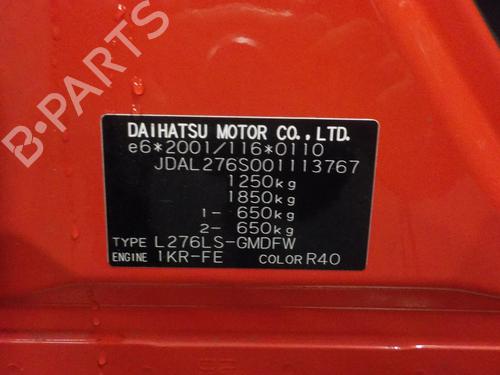 B-PARTS
DAIHATSU MOTOR CO., LTD.
e6*2001/116*0110
JDAL276S001113767
1250kg
1850kg
1- 650kg
2- 650kg
TYPE L276LS-GMDFW
ENGINE 1KR-FE COLOR R40